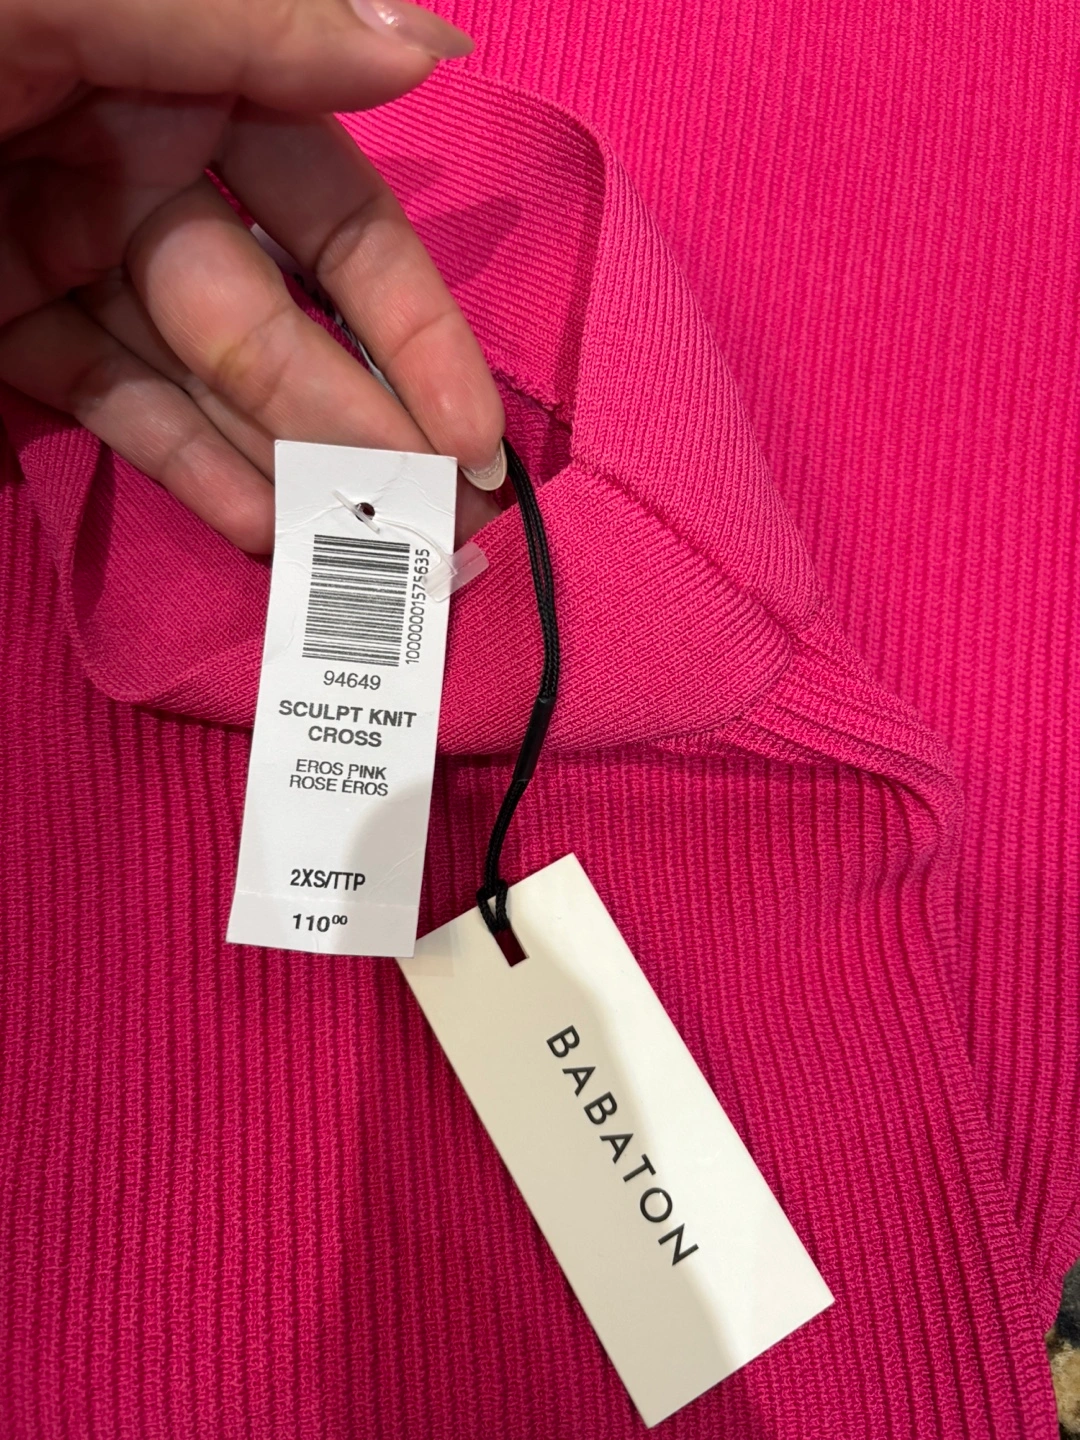 10000001575635
94649
SCULPT KNIT
CROSS
EROS PINK
ROSE ÉROS
2XS/TTP
110⁰⁰
BABATON